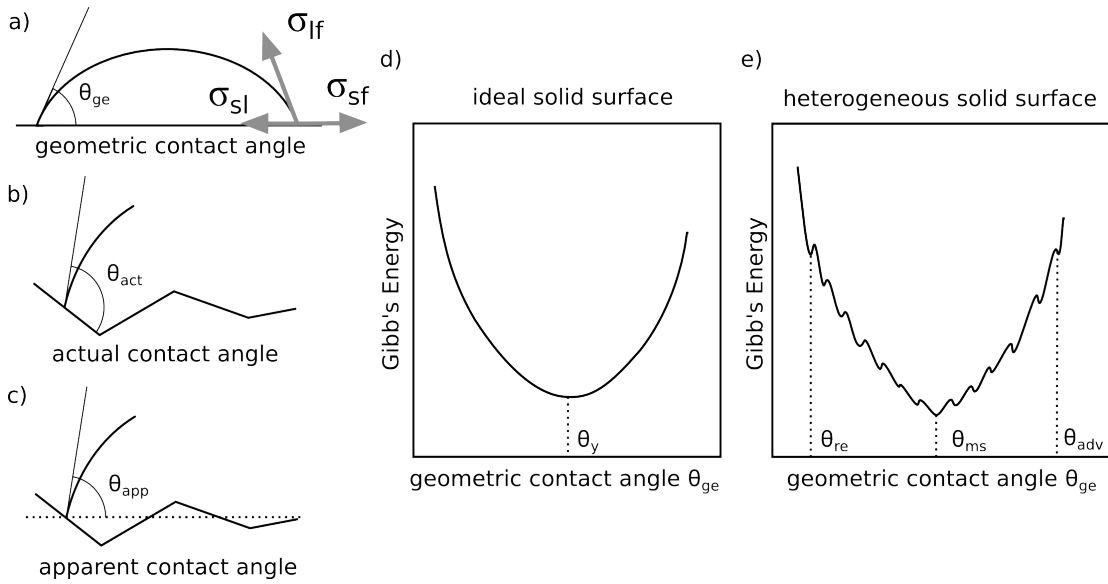 a)
σlf
θge
σsl
σsf
geometric contact angle
b)
θact
actual contact angle
c)
θapp
apparent contact angle
d)
ideal solid surface
Gibb's Energy
θy
geometric contact angle θge
e)
heterogeneous solid surface
Gibb's Energy
θre
θms
θadv
geometric contact angle θge